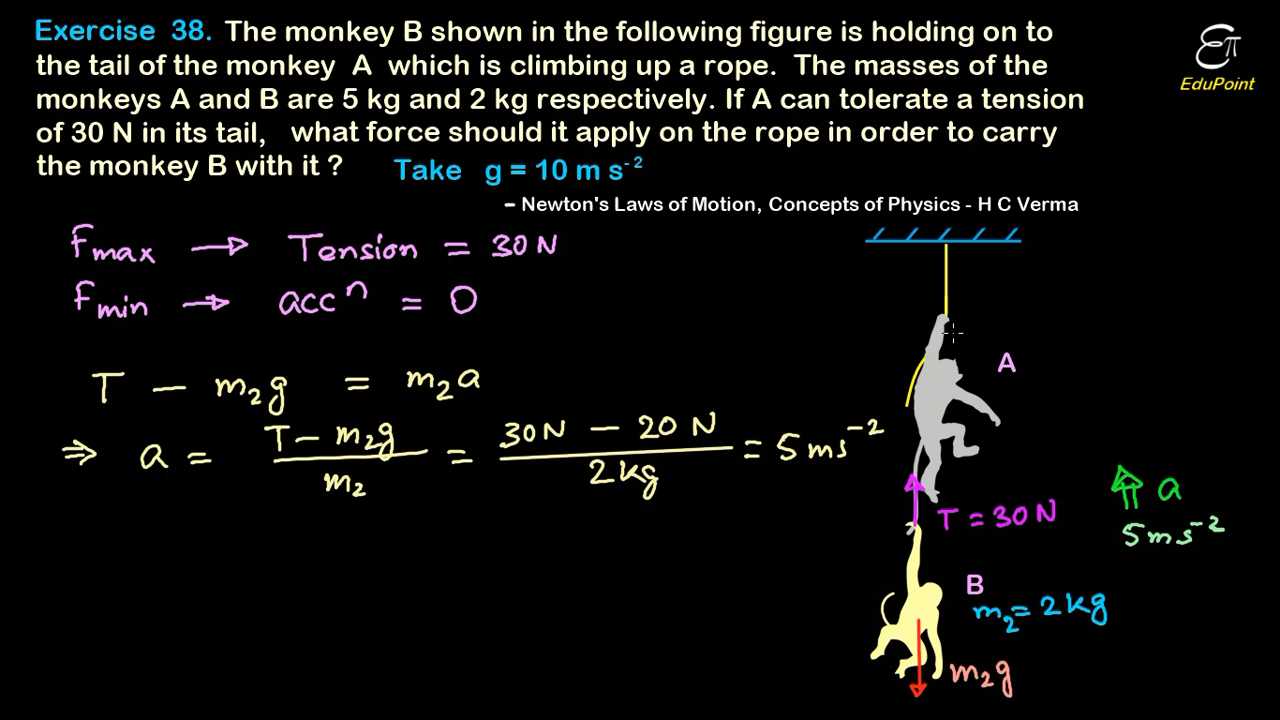 Exercise 38. The monkey B shown in the following figure is holding on to
the tail of the monkey A which is climbing up a rope. The masses of the
monkeys A and B are 5 kg and 2 kg respectively. If A can tolerate a tension
of 30 N in its tail, what force should it apply on the rope in order to carry
the monkey B with it ? Take g = 10 m s⁻²
– Newton's Laws of Motion, Concepts of Physics - H C Verma
επ
EduPoint
Fmax → Tension = 30 N
Fmin → accⁿ = 0
T – m₂g = m₂a
⇒ a = (T – m₂g)/m₂ = (30N – 20N)/2kg = 5 ms⁻²
A
T = 30 N
a
5 ms⁻²
B
m₂ = 2 kg
m₂g